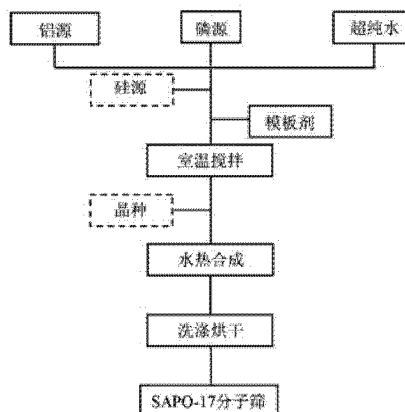 铝源
磷源
超纯水
硅源
模板剂
室温搅拌
晶种
水热合成
洗涤烘干
SAPO-17分子筛